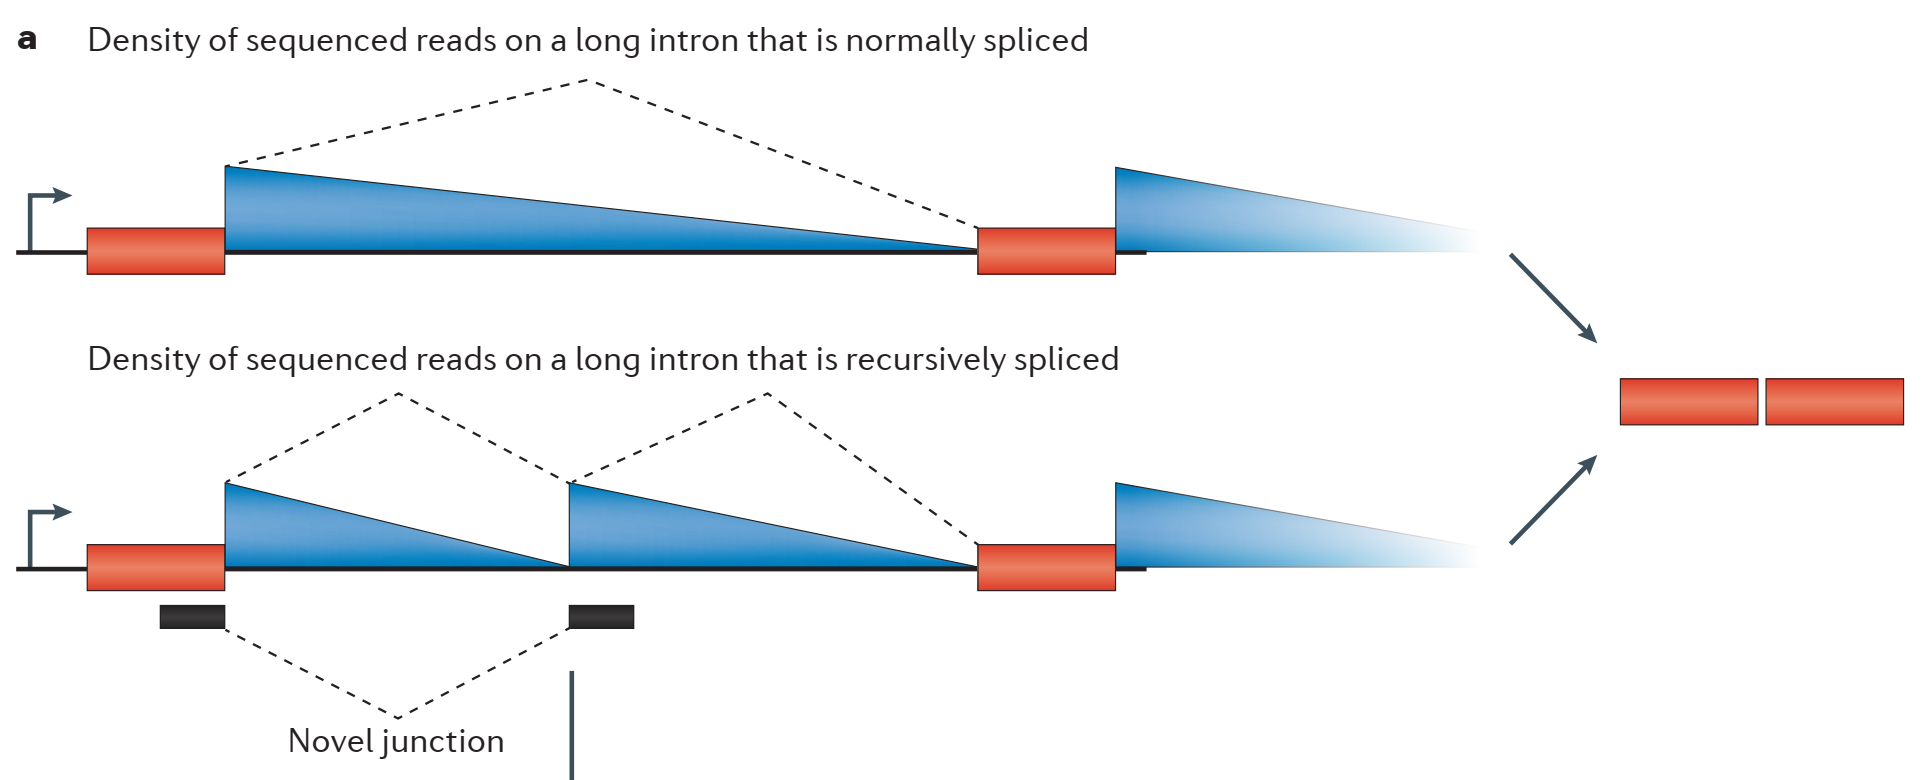 a Density of sequenced reads on a long intron that is normally spliced
Density of sequenced reads on a long intron that is recursively spliced
Novel junction